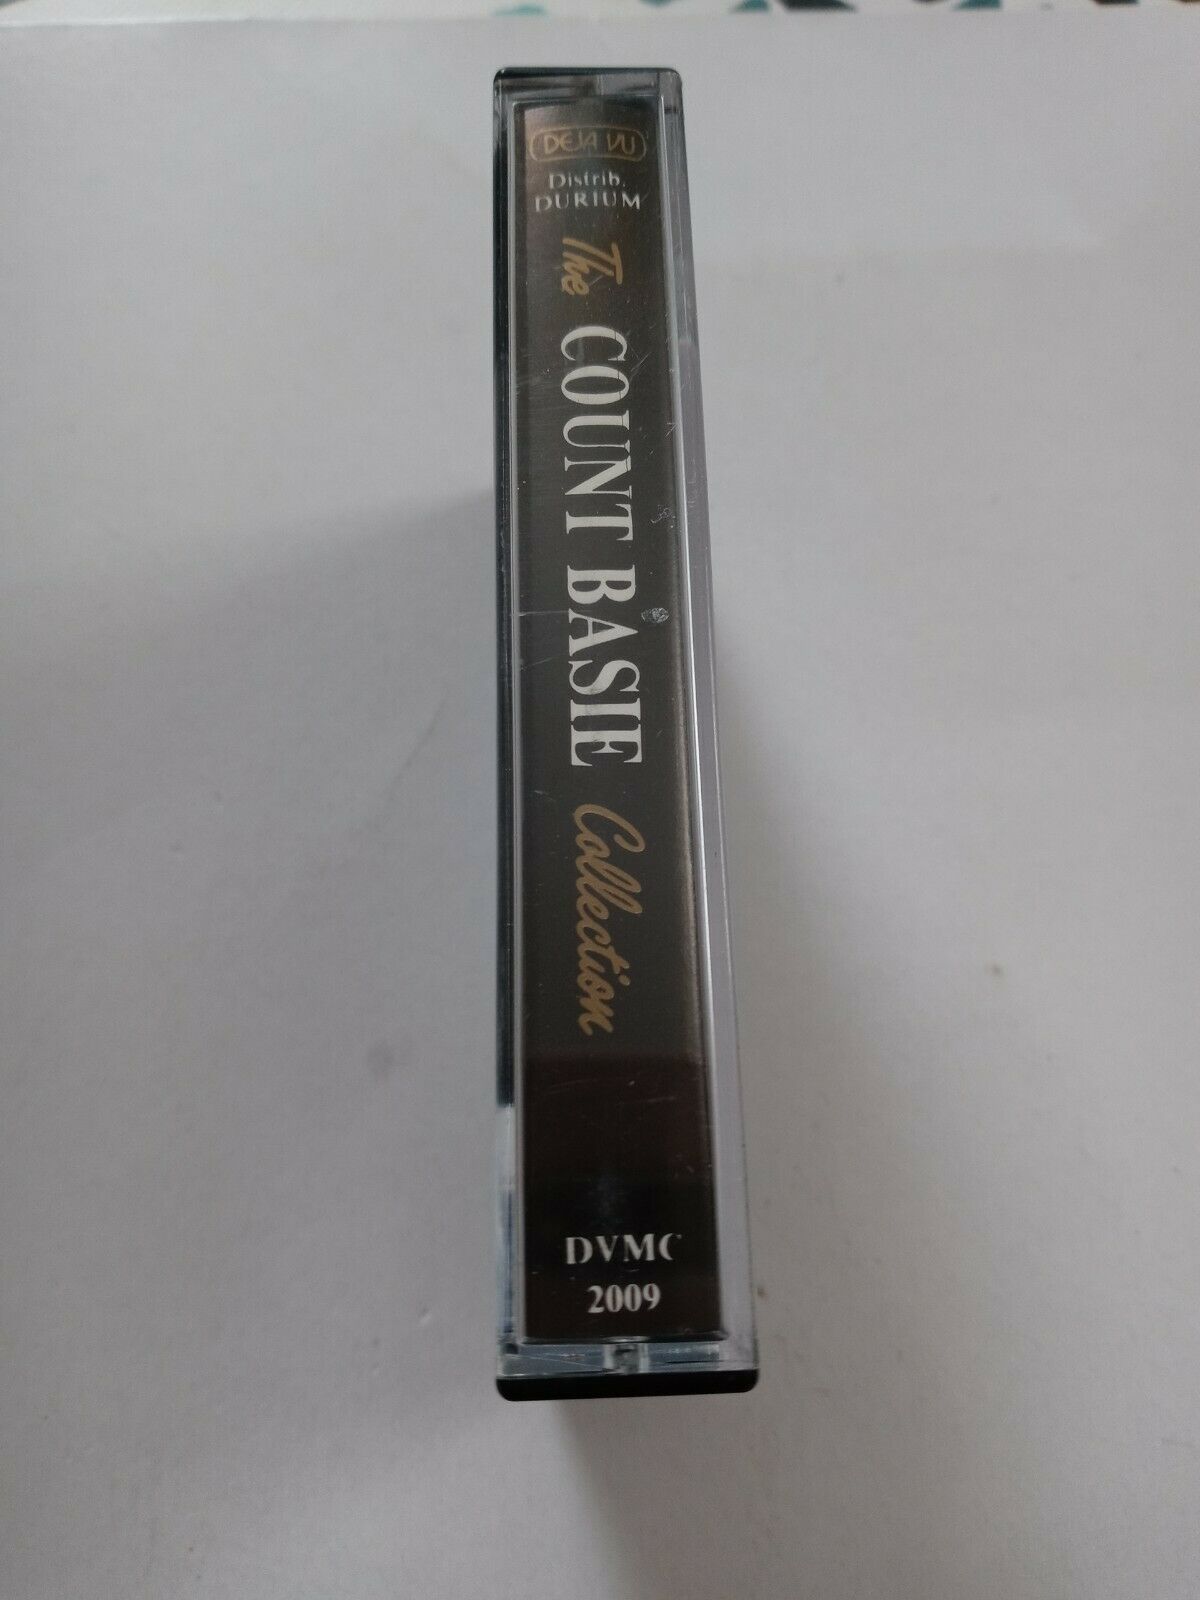 DEJA VU
Distrib.
DURIUM
The COUNT BASIE Collection
DVMC
2009